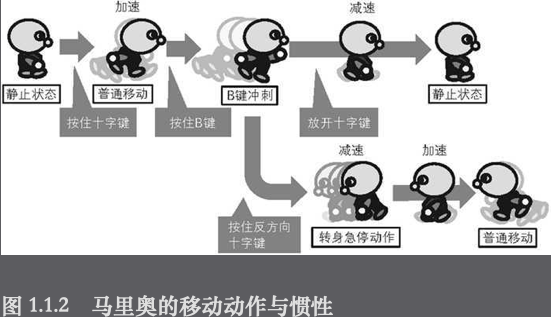 加速
减速
静止状态
普通移动
B键冲刺
静止状态
按住十字键
按住B键
放开十字键
减速
加速
按住反方向
十字键
转身急停动作
普通移动
图 1.1.2 马里奥的移动动作与惯性